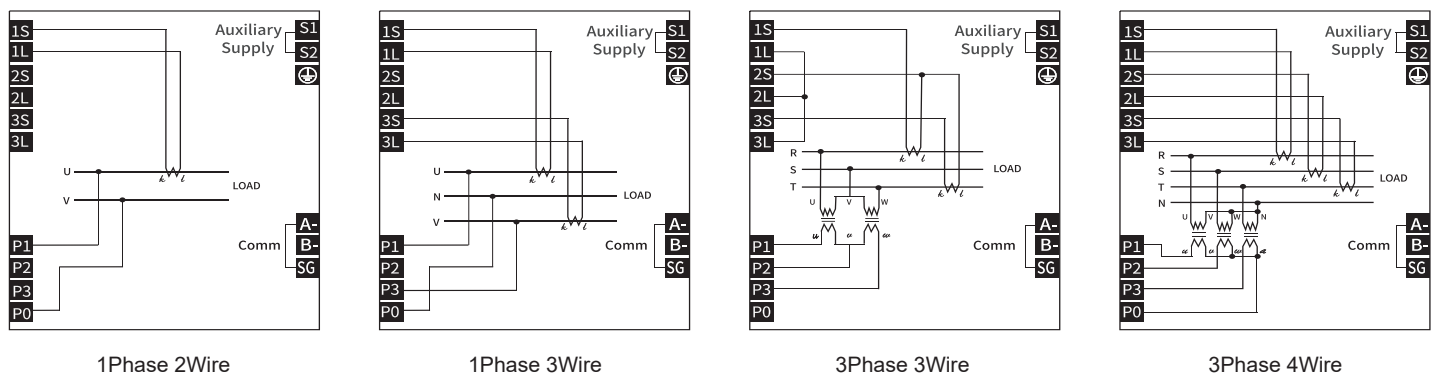 1S
1L
2S
2L
3S
3L
Auxiliary
Supply
S1
S2
U
V
k l
LOAD
P1
P2
P3
P0
Comm
A-
B-
SG
1Phase 2Wire
1S
1L
2S
2L
3S
3L
Auxiliary
Supply
S1
S2
U
N
V
k l
k l
LOAD
P1
P2
P3
P0
Comm
A-
B-
SG
1Phase 3Wire
1S
1L
2S
2L
3S
3L
Auxiliary
Supply
S1
S2
R
S
T
k l
k l
LOAD
U V W
u v w
P1
P2
P3
P0
Comm
A-
B-
SG
3Phase 3Wire
1S
1L
2S
2L
3S
3L
Auxiliary
Supply
S1
S2
R
S
T
N
k l
k l
k l
LOAD
U V W N
u v w
P1
P2
P3
P0
Comm
A-
B-
SG
3Phase 4Wire